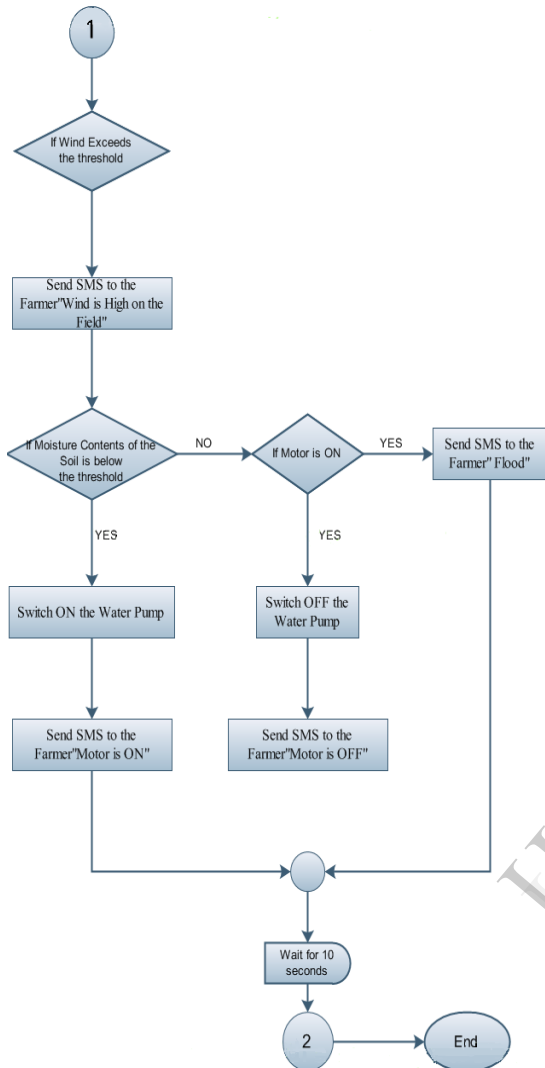 1
If Wind Exceeds
the threshold
Send SMS to the
Farmer"Wind is High on the
Field"
If Moisture Contents of the
Soil is below
the threshold
NO
If Motor is ON
YES
Send SMS to the
Farmer" Flood"
YES
YES
Switch ON the Water Pump
Switch OFF the
Water Pump
Send SMS to the
Farmer"Motor is ON"
Send SMS to the
Farmer"Motor is OFF"
Wait for 10
seconds
2
End